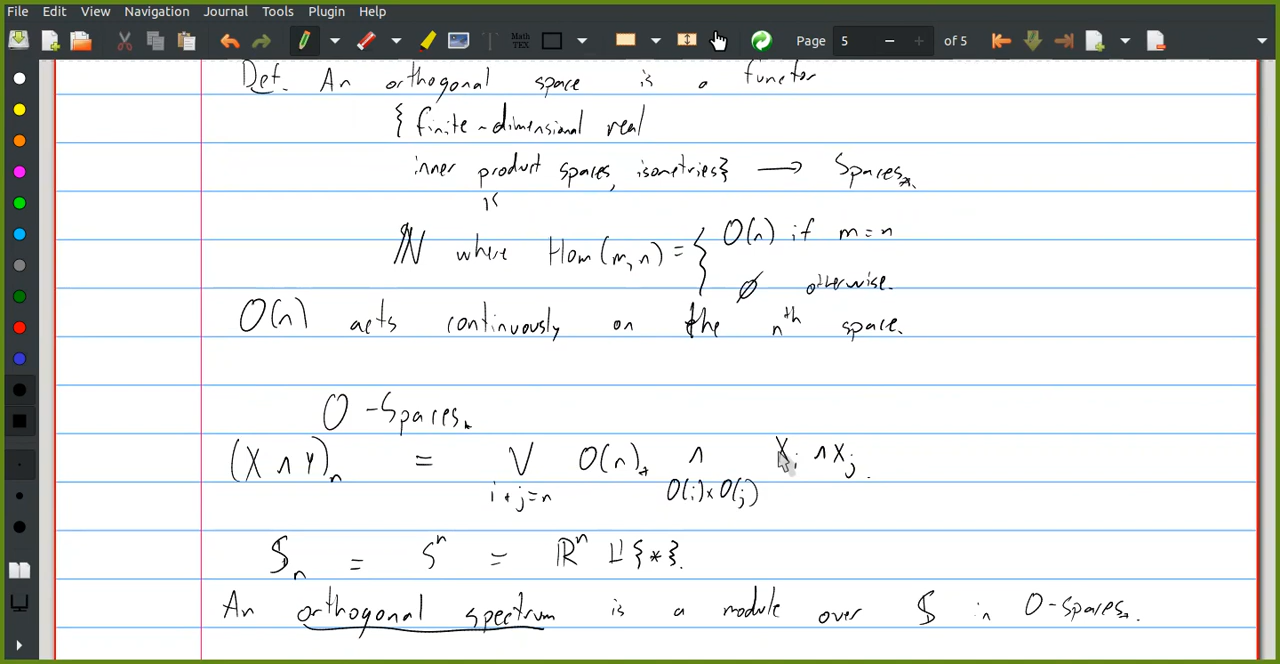 File Edit View Navigation Journal Tools Plugin Help
Math TEX T Page 5 of 5
Def. An orthogonal space is a functor
{ finite-dimensional real
inner product spaces, isometries} → Spaces*.
ℕ where Hom(m,n) = { O(n) if m=n
∅ otherwise.
O(n) acts continuously on the nth space.
O-Spaces*
(X ∧ Y)n = ⋁ i+j=n O(n)+ ∧ O(i)×O(j) Xi ∧ Xj.
𝕊n = Sⁿ = ℝⁿ ⊔ {*}.
An orthogonal spectrum is a module over 𝕊 in O-Spaces*.